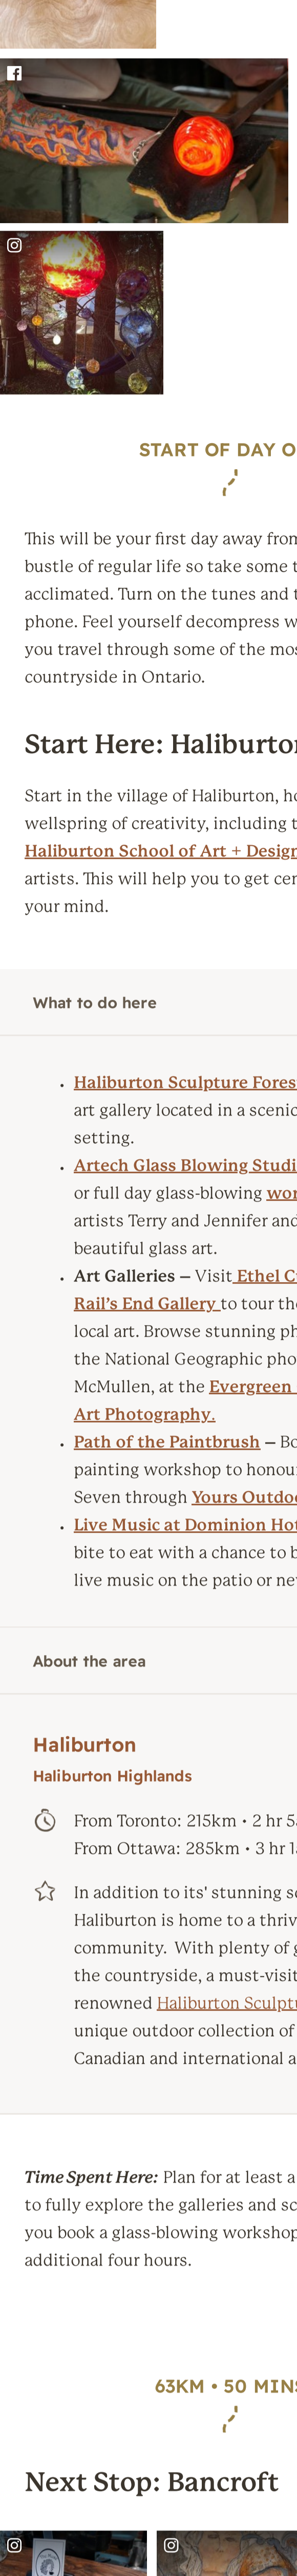 START OF DAY O
This will be your first day away from
bustle of regular life so take some t
acclimated. Turn on the tunes and t
phone. Feel yourself decompress w
you travel through some of the mos
countryside in Ontario.
Start Here: Haliburton
Start in the village of Haliburton, ho
wellspring of creativity, including t
Haliburton School of Art + Design
artists. This will help you to get cen
your mind.
What to do here
• Haliburton Sculpture Fores
art gallery located in a scenic
setting.
• Artech Glass Blowing Studi
or full day glass-blowing wor
artists Terry and Jennifer and
beautiful glass art.
• Art Galleries – Visit Ethel C
Rail’s End Gallery to tour the
local art. Browse stunning ph
the National Geographic pho
McMullen, at the Evergreen
Art Photography.
• Path of the Paintbrush – Bo
painting workshop to honour
Seven through Yours Outdoo
• Live Music at Dominion Hot
bite to eat with a chance to b
live music on the patio or ne
About the area
Haliburton
Haliburton Highlands
From Toronto: 215km • 2 hr 5
From Ottawa: 285km • 3 hr 1
In addition to its' stunning s
Haliburton is home to a thriv
community. With plenty of g
the countryside, a must-visit
renowned Haliburton Sculptu
unique outdoor collection of
Canadian and international a
Time Spent Here: Plan for at least a
to fully explore the galleries and sc
you book a glass-blowing workshop
additional four hours.
63KM • 50 MINS
Next Stop: Bancroft